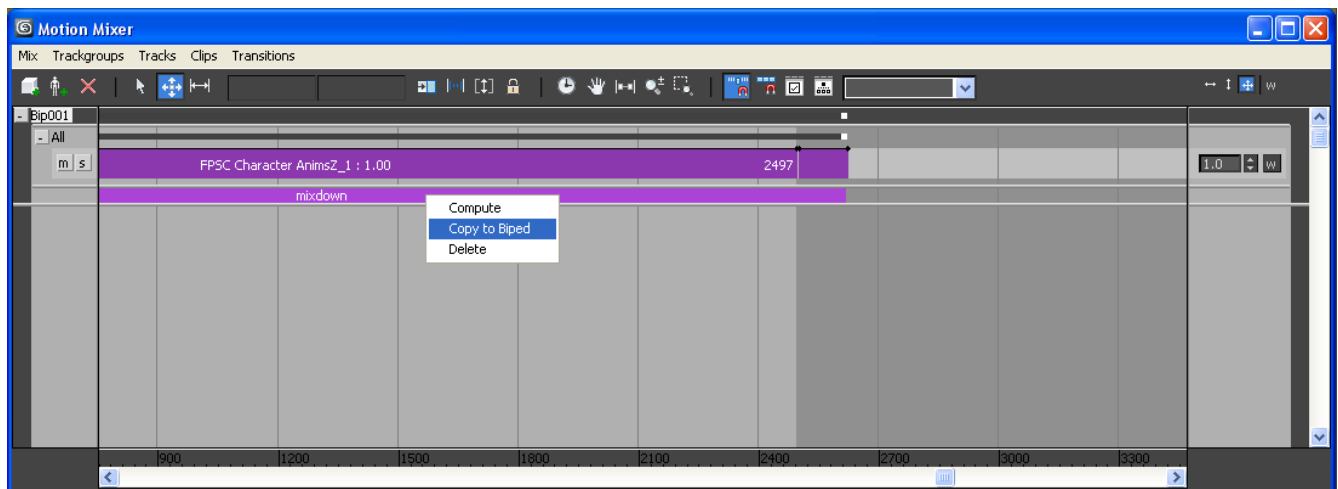 Motion Mixer
Mix Trackgroups Tracks Clips Transitions
w
Bip001
All
m s FPSC Character AnimsZ_1 : 1.00 2497 1.0 w
mixdown
Compute
Copy to Biped
Delete
900 1200 1500 1800 2100 2400 2700 3000 3300